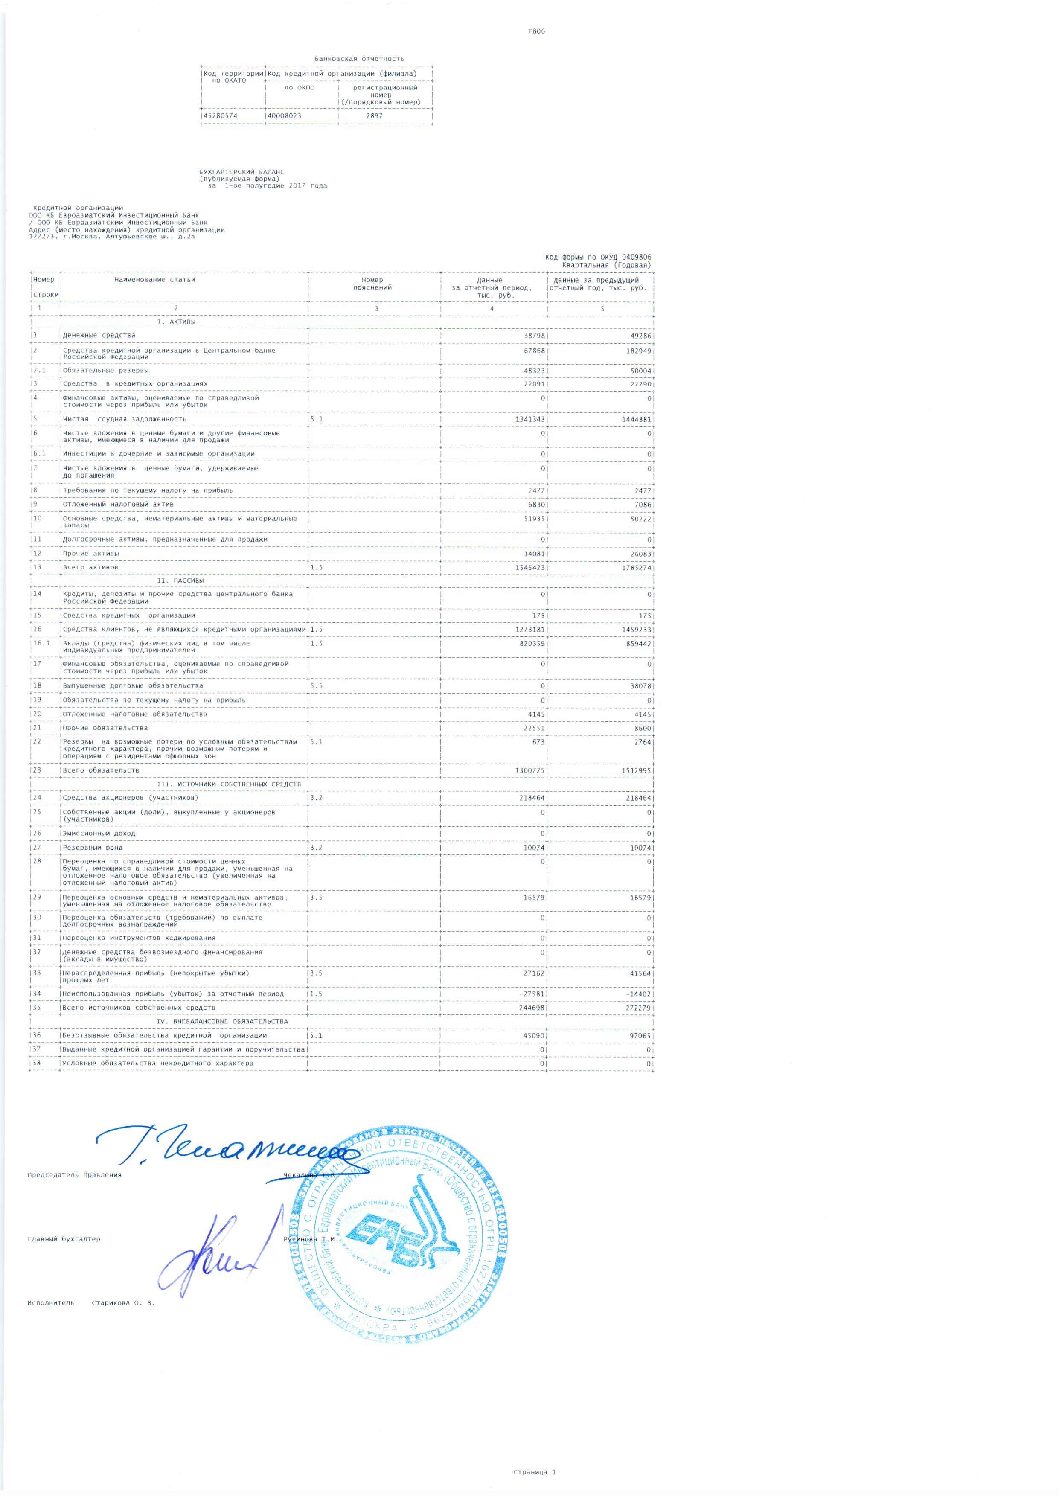 Банковская отчетность
Код территории Код кредитной организации (филиала)
по ОКАТО
по ОКПО регистрационный
номер
(/порядковый номер)
45280574 40008023 2897
БУХГАЛТЕРСКИЙ БАЛАНС
(публикуемая форма)
за 1-ое полугодие 2017 года
Кредитной организации
ООО КБ Евроазиатский Инвестиционный Банк
/ ООО КБ Евроазиатский Инвестиционный Банк
Адрес (место нахождения) кредитной организации
г.Москва, Алтуфьевское ш.
Код формы по ОКУД 0409806
Квартальная (Годовая)
Номер Наименование статьи Номер Данные Данные за предыдущий
пояснений за отчетный период, отчетный год, тыс. руб.
строки тыс. руб.
1 2 3 4 5
I. АКТИВЫ
1 Денежные средства 38798 49286
2 Средства кредитной организации в Центральном банке 67868 182949
Российской Федерации
2.1 Обязательные резервы 48323 50004
3 Средства в кредитных организациях 22091
4 Финансовые активы, оцениваемые по справедливой 0 0
стоимости через прибыль или убыток
5 Чистая ссудная задолженность 5.1 1341343 1444381
6 Чистые вложения в ценные бумаги и другие финансовые 0 0
активы, имеющиеся в наличии для продажи
6.1 Инвестиции в дочерние и зависимые организации 0 0
7 Чистые вложения в ценные бумаги, удерживаемые 0 0
до погашения
8 Требования по текущему налогу на прибыль 2477 2477
9 Отложенный налоговый актив 6830 7086
10 Основные средства, нематериальные активы и материальные 51935
запасы
11 Долгосрочные активы, предназначенные для продажи 0 0
12 Прочие активы 14081 26083
13 Всего активов 1.5 1545423 1785274
II. ПАССИВЫ
14 Кредиты, депозиты и прочие средства Центрального банка 0 0
Российской Федерации
15 Средства кредитных организаций 175 175
16 Средства клиентов, не являющихся кредитными организациями 1.5 1273181 1459233
16.1 Вклады (средства) физических лиц в том числе 1.5 859442
индивидуальных предпринимателей
17 Финансовые обязательства, оцениваемые по справедливой 0 0
стоимости через прибыль или убыток
18 Выпущенные долговые обязательства 5.5 0 38078
19 Обязательства по текущему налогу на прибыль 0 0
20 Отложенные налоговые обязательства 4145 4145
21 Прочие обязательства 22551 8600
22 Резервы на возможные потери по условным обязательствам 5.1 673 2764
кредитного характера, прочим возможным потерям и
операциям с резидентами офшорных зон
23 Всего обязательств 1300725 1512995
III. ИСТОЧНИКИ СОБСТВЕННЫХ СРЕДСТВ
24 Средства акционеров (участников) 3.2 218464 218464
25 Собственные акции (доли), выкупленные у акционеров 0 0
(участников)
26 Эмиссионный доход 0 0
27 Резервный фонд 3.2 10074 10074
28 Переоценка по справедливой стоимости ценных 0 0
бумаг, имеющихся в наличии для продажи, уменьшенная на
отложенное налоговое обязательство (увеличенная на
отложенный налоговый актив)
29 Переоценка основных средств и нематериальных активов, 3.5 16579 16579
уменьшенная на отложенное налоговое обязательство
30 Переоценка обязательств (требований) по выплате 0 0
долгосрочных вознаграждений
31 Переоценка инструментов хеджирования 0 0
32 Денежные средства безвозмездного финансирования 0 0
(вклады в имущество)
33 Нераспределенная прибыль (непокрытые убытки) 3.5 27162 41564
прошлых лет
34 Неиспользованная прибыль (убыток) за отчетный период 1.5 -27581 -14402
35 Всего источников собственных средств 244698 272279
IV. ВНЕБАЛАНСОВЫЕ ОБЯЗАТЕЛЬСТВА
36 Безотзывные обязательства кредитной организации 5.1 45090 97065
37 Выданные кредитной организацией гарантии и поручительства 0 0
38 Условные обязательства некредитного характера 0 0
Председатель Правления
Главный бухгалтер
Исполнитель Старикова О. В.
ЕАБ
ИНВЕСТИЦИОННЫЙ БАНК
Страница 1